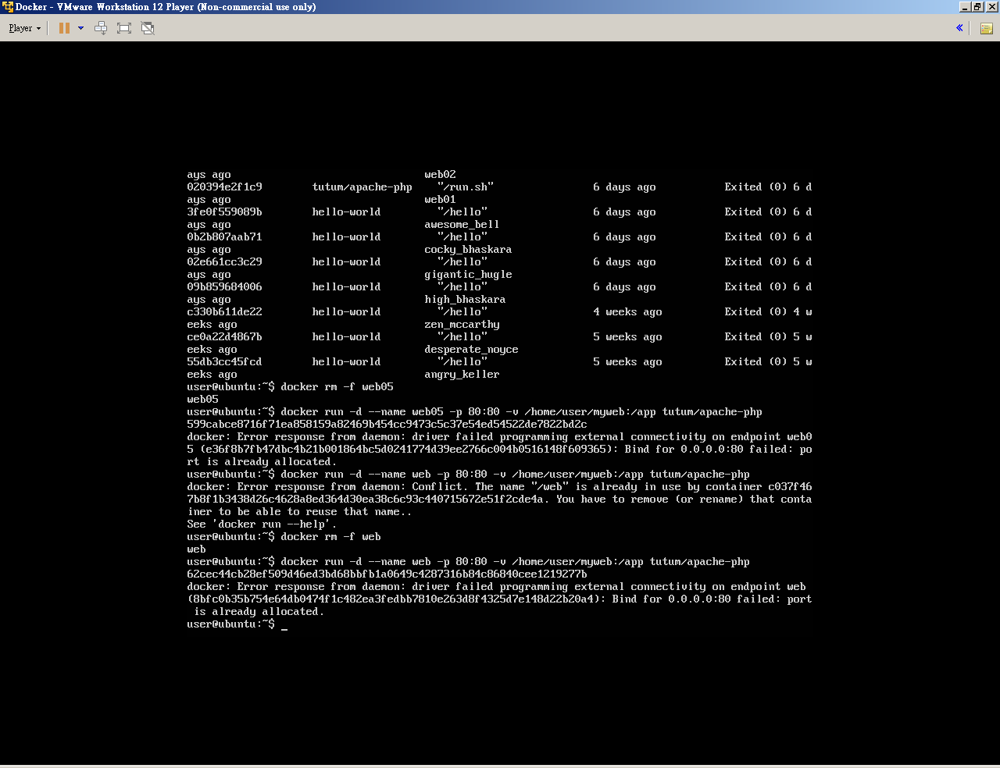 Docker - VMware Workstation 12 Player (Non-commercial use only)
Player
ays ago web02
020394e2f1c9 tutum/apache-php "/run.sh" 6 days ago Exited (0) 6 d
ays ago web01
3fe0f559089b hello-world "/hello" 6 days ago Exited (0) 6 d
ays ago awesome_bell
0b2b807aab71 hello-world "/hello" 6 days ago Exited (0) 6 d
ays ago cocky_bhaskara
02e661cc3c29 hello-world "/hello" 6 days ago Exited (0) 6 d
ays ago gigantic_hugle
09b859684006 hello-world "/hello" 6 days ago Exited (0) 6 d
ays ago high_bhaskara
c330b611de22 hello-world "/hello" 4 weeks ago Exited (0) 4 w
eeks ago zen_mccarthy
ce0a22d4867b hello-world "/hello" 5 weeks ago Exited (0) 5 w
eeks ago desperate_noyce
55db3cc45fcd hello-world "/hello" 5 weeks ago Exited (0) 5 w
eeks ago angry_keller
user@ubuntu:~$ docker rm -f web05
web05
user@ubuntu:~$ docker run -d --name web05 -p 80:80 -v /home/user/myweb:/app tutum/apache-php
599cabce8716f71ea858159a82469b454cc9473c5c37e54ed54522de7822bd2c
docker: Error response from daemon: driver failed programming external connectivity on endpoint web0
5 (e36f8b7fb47dbc4b21b001864bc5d0241774d39ee2766c004b0516148f609365): Bind for 0.0.0.0:80 failed: po
rt is already allocated.
user@ubuntu:~$ docker run -d --name web -p 80:80 -v /home/user/myweb:/app tutum/apache-php
docker: Error response from daemon: Conflict. The name "/web" is already in use by container c037f46
7b8f1b3438d26c4628a8ed364d30ea38c6c93c440715672e51f2cde4a. You have to remove (or rename) that conta
iner to be able to reuse that name..
See 'docker run --help'.
user@ubuntu:~$ docker rm -f web
web
user@ubuntu:~$ docker run -d --name web -p 80:80 -v /home/user/myweb:/app tutum/apache-php
62cec44cb28ef509d46ed3bd68bbfb1a0649c4287316b84c86840cee1219277b
docker: Error response from daemon: driver failed programming external connectivity on endpoint web
(8bfc0b35b754e64db0474f1c482ea3fedbb7810e263d8f4325d7e148d22b20a4): Bind for 0.0.0.0:80 failed: port
 is already allocated.
user@ubuntu:~$ _